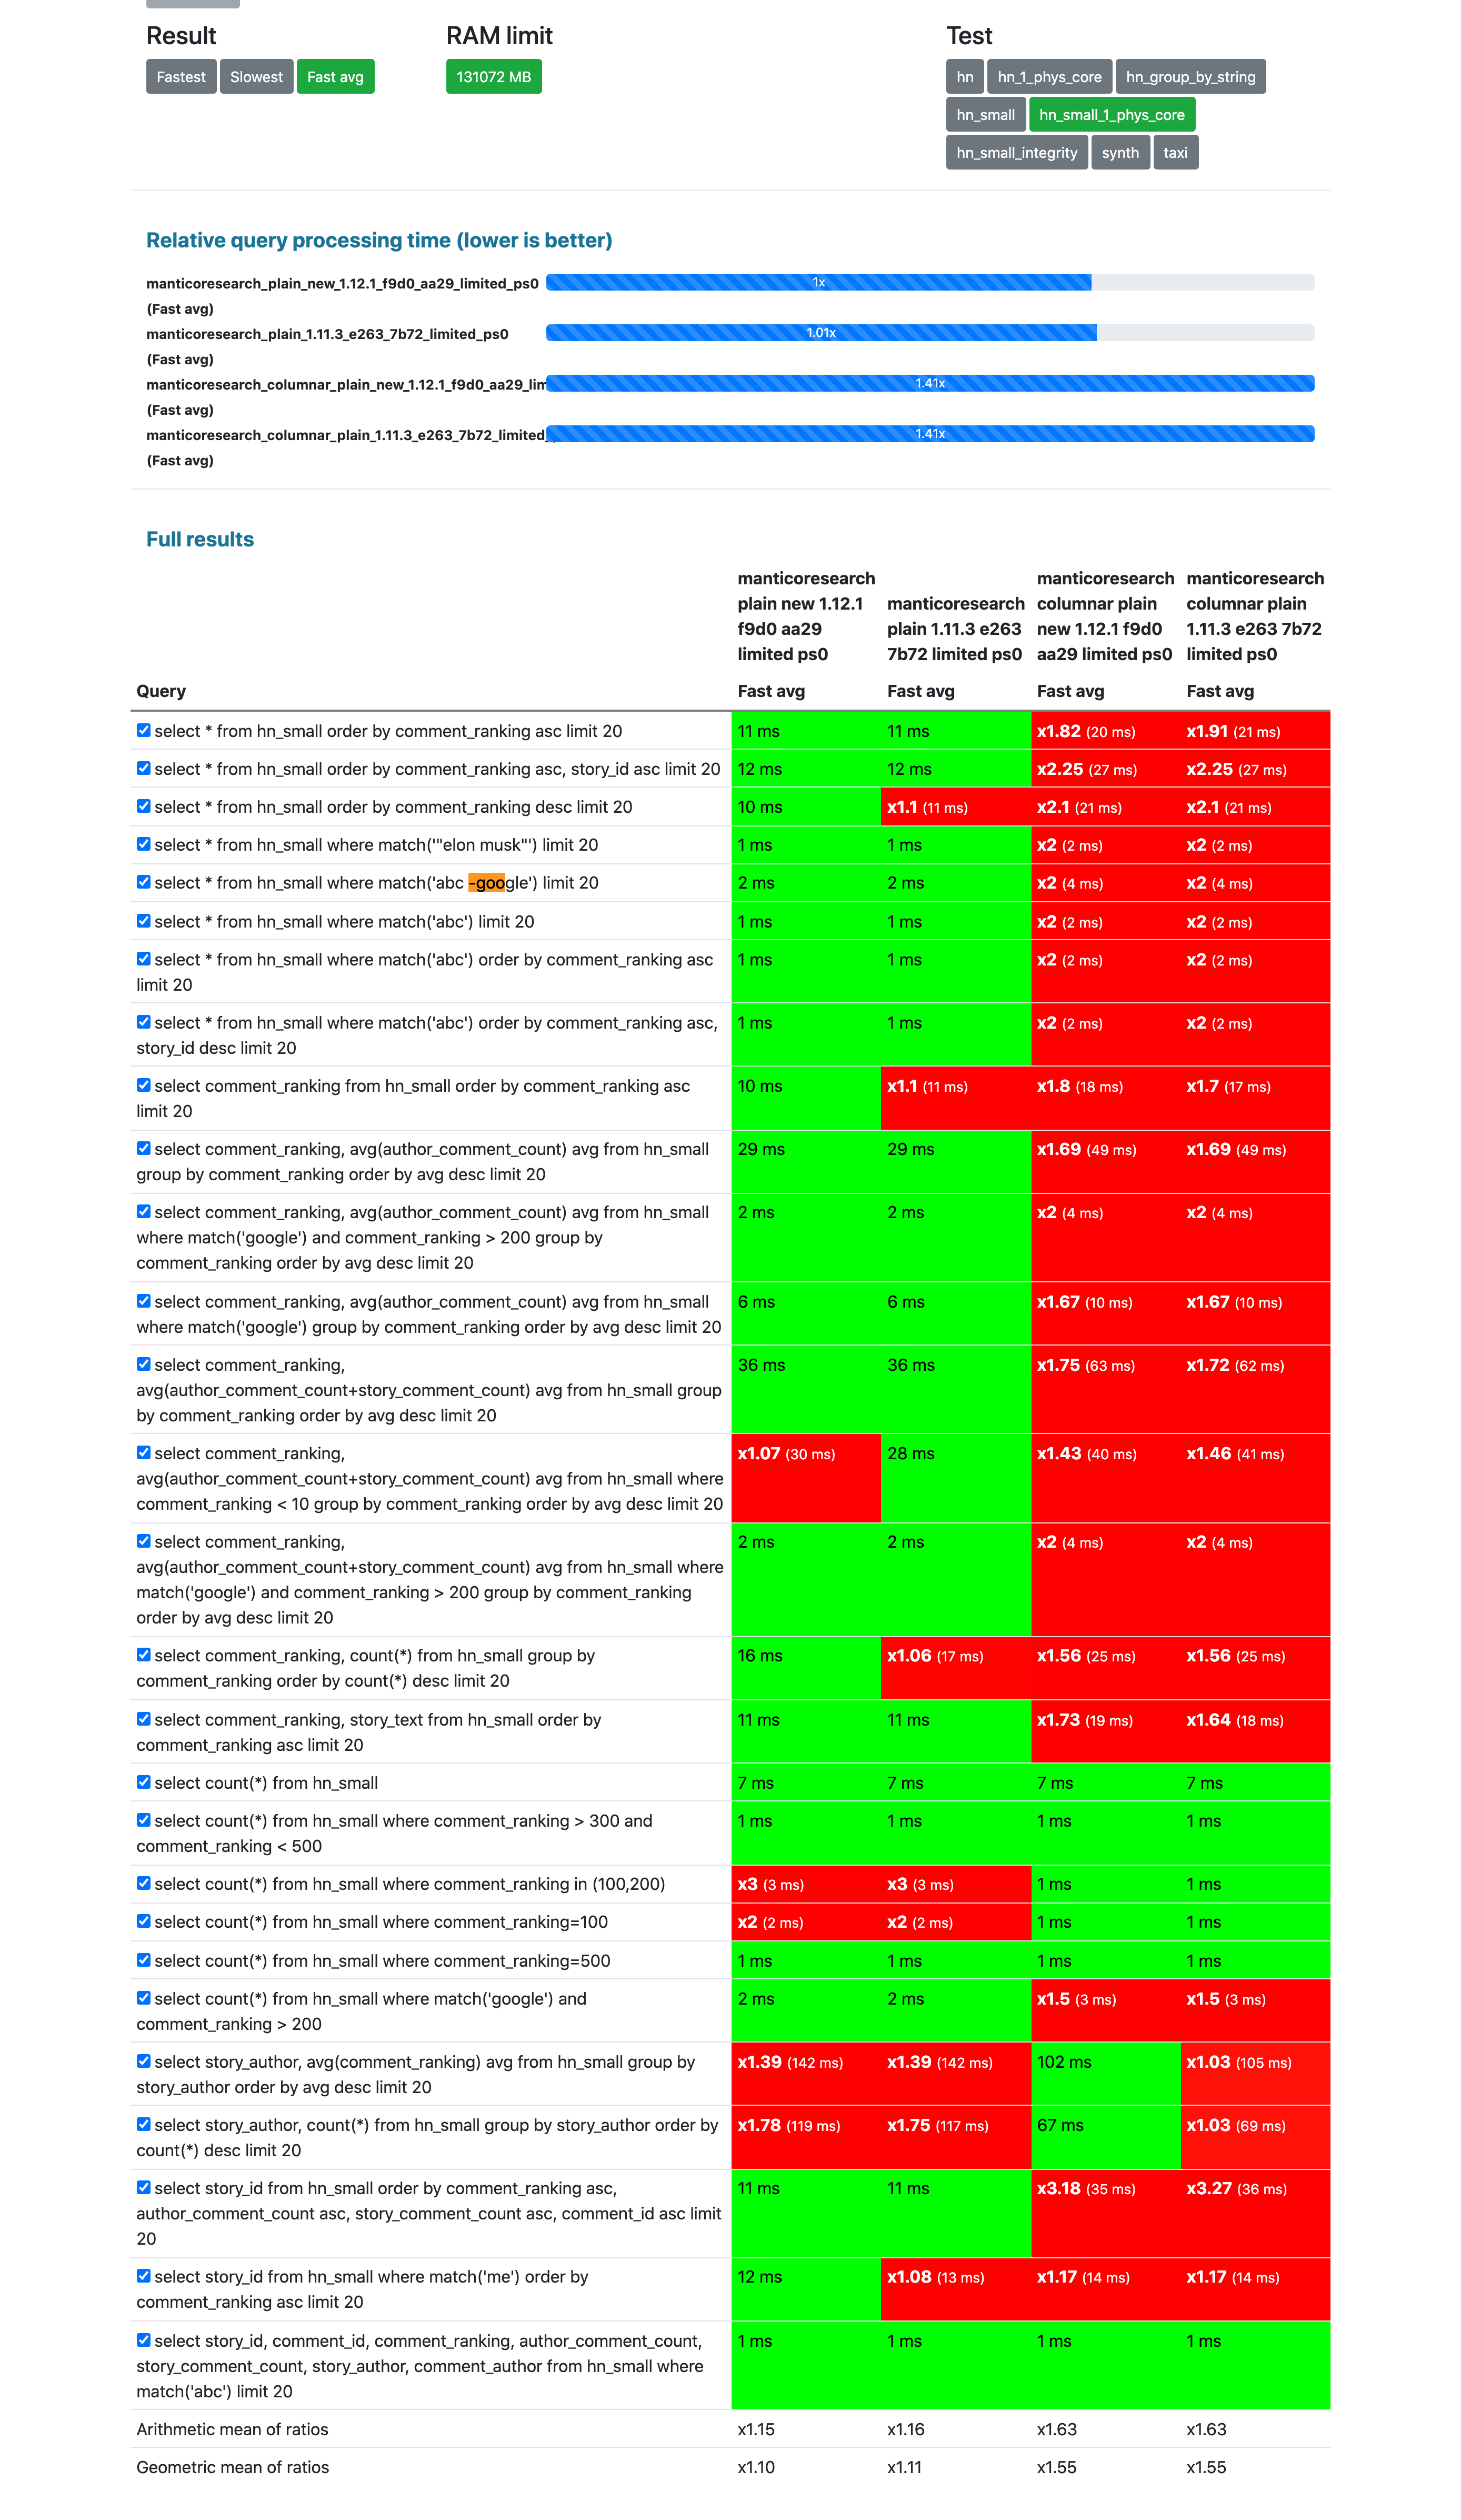 Result
RAM limit
Test
Fastest Slowest Fast avg
131072 MB
hn hn_1_phys_core hn_group_by_string
hn_small hn_small_1_phys_core
hn_small_integrity synth taxi
Relative query processing time (lower is better)
manticoresearch_plain_new_1.12.1_f9d0_aa29_limited_ps0 1x
(Fast avg)
manticoresearch_plain_1.11.3_e263_7b72_limited_ps0 1.01x
(Fast avg)
manticoresearch_columnar_plain_new_1.12.1_f9d0_aa29_lim 1.41x
(Fast avg)
manticoresearch_columnar_plain_1.11.3_e263_7b72_limited_ 1.41x
(Fast avg)
Full results
manticoresearch plain new 1.12.1 f9d0 aa29 limited ps0
manticoresearch plain 1.11.3 e263 7b72 limited ps0
manticoresearch columnar plain new 1.12.1 f9d0 aa29 limited ps0
manticoresearch columnar plain 1.11.3 e263 7b72 limited ps0
Query Fast avg Fast avg Fast avg Fast avg
select * from hn_small order by comment_ranking asc limit 20 11 ms 11 ms x1.82 (20 ms) x1.91 (21 ms)
select * from hn_small order by comment_ranking asc, story_id asc limit 20 12 ms 12 ms x2.25 (27 ms) x2.25 (27 ms)
select * from hn_small order by comment_ranking desc limit 20 10 ms x1.1 (11 ms) x2.1 (21 ms) x2.1 (21 ms)
select * from hn_small where match('"elon musk"') limit 20 1 ms 1 ms x2 (2 ms) x2 (2 ms)
select * from hn_small where match('abc -google') limit 20 2 ms 2 ms x2 (4 ms) x2 (4 ms)
select * from hn_small where match('abc') limit 20 1 ms 1 ms x2 (2 ms) x2 (2 ms)
select * from hn_small where match('abc') order by comment_ranking asc 1 ms 1 ms x2 (2 ms) x2 (2 ms)
limit 20
select * from hn_small where match('abc') order by comment_ranking asc, 1 ms 1 ms x2 (2 ms) x2 (2 ms)
story_id desc limit 20
select comment_ranking from hn_small order by comment_ranking asc 10 ms x1.1 (11 ms) x1.8 (18 ms) x1.7 (17 ms)
limit 20
select comment_ranking, avg(author_comment_count) avg from hn_small 29 ms 29 ms x1.69 (49 ms) x1.69 (49 ms)
group by comment_ranking order by avg desc limit 20
select comment_ranking, avg(author_comment_count) avg from hn_small 2 ms 2 ms x2 (4 ms) x2 (4 ms)
where match('google') and comment_ranking > 200 group by
comment_ranking order by avg desc limit 20
select comment_ranking, avg(author_comment_count) avg from hn_small 6 ms 6 ms x1.67 (10 ms) x1.67 (10 ms)
where match('google') group by comment_ranking order by avg desc limit 20
select comment_ranking, 36 ms 36 ms x1.75 (63 ms) x1.72 (62 ms)
avg(author_comment_count+story_comment_count) avg from hn_small group
by comment_ranking order by avg desc limit 20
select comment_ranking, x1.07 (30 ms) 28 ms x1.43 (40 ms) x1.46 (41 ms)
avg(author_comment_count+story_comment_count) avg from hn_small where
comment_ranking < 10 group by comment_ranking order by avg desc limit 20
select comment_ranking, 2 ms 2 ms x2 (4 ms) x2 (4 ms)
avg(author_comment_count+story_comment_count) avg from hn_small where
match('google') and comment_ranking > 200 group by comment_ranking
order by avg desc limit 20
select comment_ranking, count(*) from hn_small group by 16 ms x1.06 (17 ms) x1.56 (25 ms) x1.56 (25 ms)
comment_ranking order by count(*) desc limit 20
select comment_ranking, story_text from hn_small order by 11 ms 11 ms x1.73 (19 ms) x1.64 (18 ms)
comment_ranking asc limit 20
select count(*) from hn_small 7 ms 7 ms 7 ms 7 ms
select count(*) from hn_small where comment_ranking > 300 and 1 ms 1 ms 1 ms 1 ms
comment_ranking < 500
select count(*) from hn_small where comment_ranking in (100,200) x3 (3 ms) x3 (3 ms) 1 ms 1 ms
select count(*) from hn_small where comment_ranking=100 x2 (2 ms) x2 (2 ms) 1 ms 1 ms
select count(*) from hn_small where comment_ranking=500 1 ms 1 ms 1 ms 1 ms
select count(*) from hn_small where match('google') and 2 ms 2 ms x1.5 (3 ms) x1.5 (3 ms)
comment_ranking > 200
select story_author, avg(comment_ranking) avg from hn_small group by x1.39 (142 ms) x1.39 (142 ms) 102 ms x1.03 (105 ms)
story_author order by avg desc limit 20
select story_author, count(*) from hn_small group by story_author order by x1.78 (119 ms) x1.75 (117 ms) 67 ms x1.03 (69 ms)
count(*) desc limit 20
select story_id from hn_small order by comment_ranking asc, 11 ms 11 ms x3.18 (35 ms) x3.27 (36 ms)
author_comment_count asc, story_comment_count asc, comment_id asc limit
20
select story_id from hn_small where match('me') order by 12 ms x1.08 (13 ms) x1.17 (14 ms) x1.17 (14 ms)
comment_ranking asc limit 20
select story_id, comment_id, comment_ranking, author_comment_count, 1 ms 1 ms 1 ms 1 ms
story_comment_count, story_author, comment_author from hn_small where
match('abc') limit 20
Arithmetic mean of ratios x1.15 x1.16 x1.63 x1.63
Geometric mean of ratios x1.10 x1.11 x1.55 x1.55